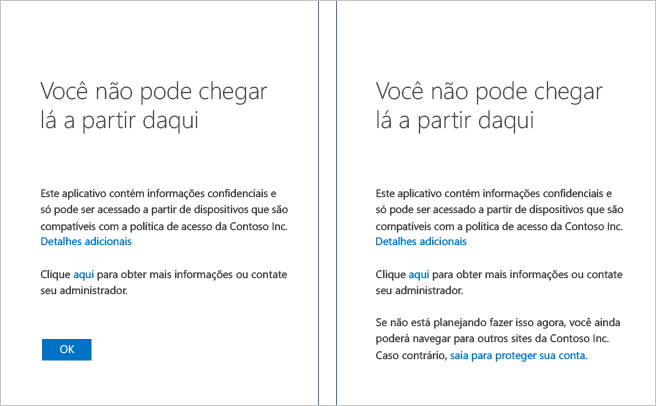 Você não pode chegar
lá a partir daqui
Este aplicativo contém informações confidenciais e
só pode ser acessado a partir de dispositivos que são
compatíveis com a política de acesso da Contoso Inc.
Detalhes adicionais
Clique aqui para obter mais informações ou contate
seu administrador.
OK
Você não pode chegar
lá a partir daqui
Este aplicativo contém informações confidenciais e
só pode ser acessado a partir de dispositivos que são
compatíveis com a política de acesso da Contoso Inc.
Detalhes adicionais
Clique aqui para obter mais informações ou contate
seu administrador.
Se não está planejando fazer isso agora, você ainda
poderá navegar para outros sites da Contoso Inc.
Caso contrário, saia para proteger sua conta.